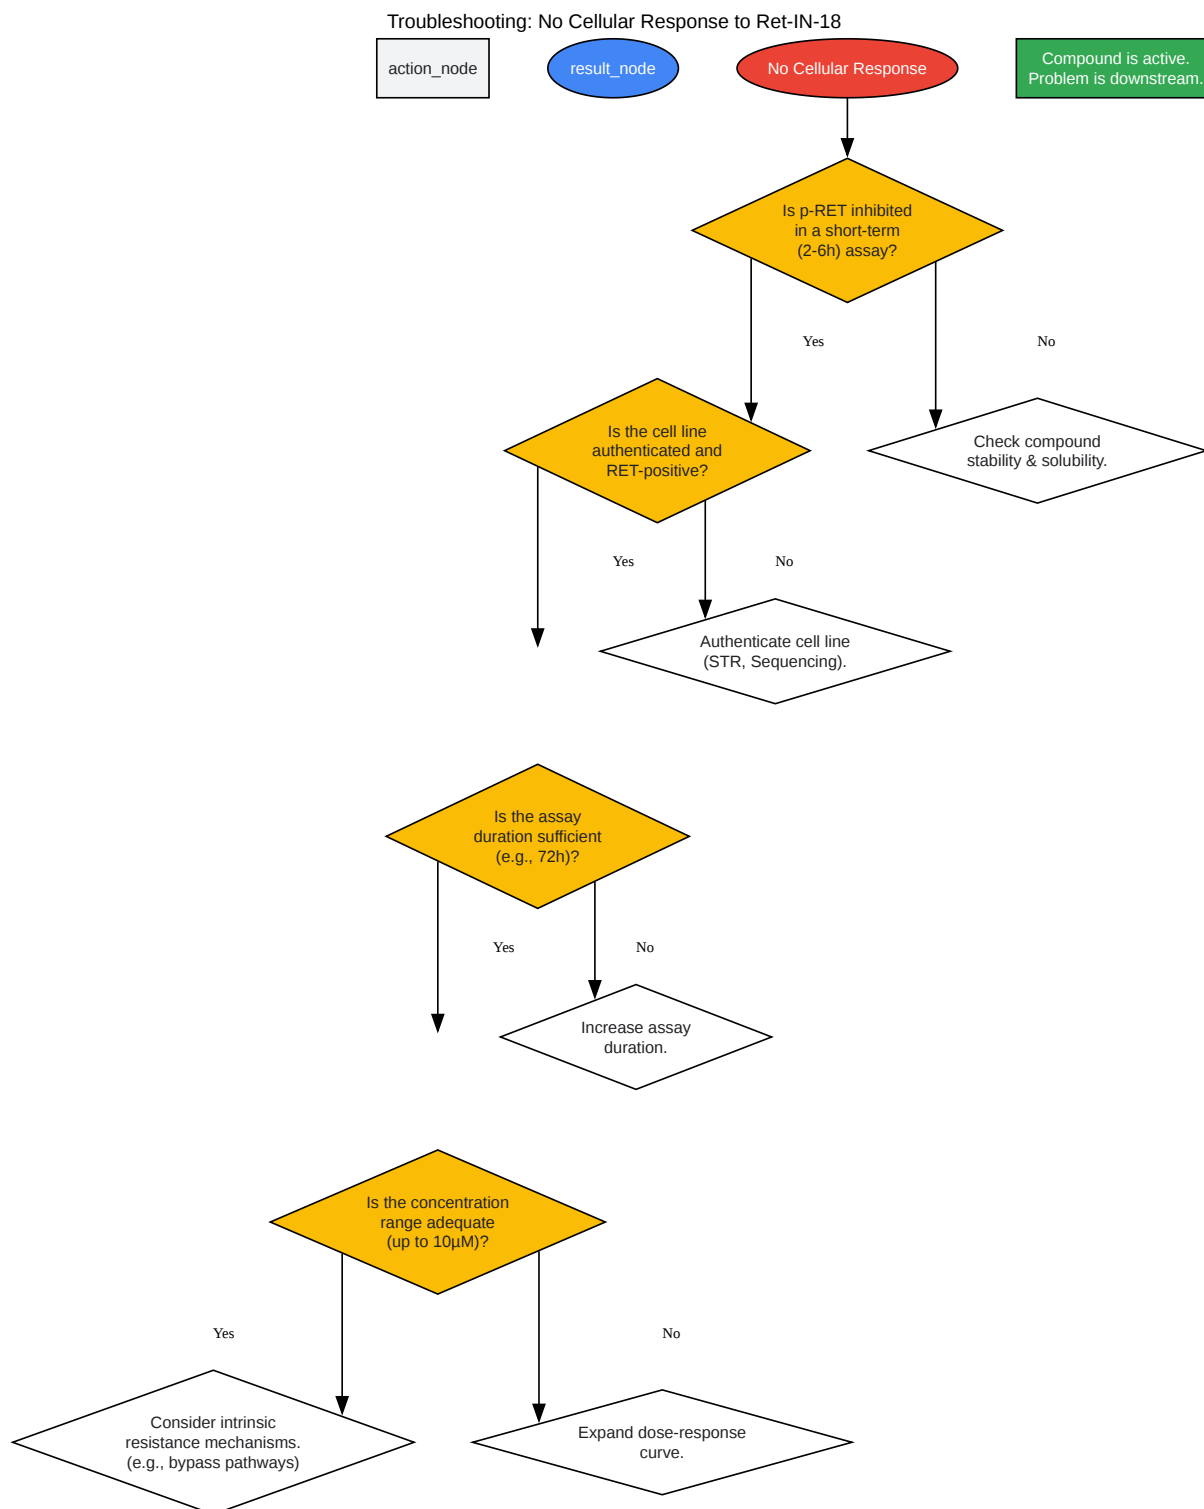 Troubleshooting: No Cellular Response to Ret-IN-18
action_node
result_node
No Cellular Response
Compound is active.
Problem is downstream.
Is p-RET inhibited
in a short-term
(2-6h) assay?
Yes
No
Is the cell line
authenticated and
RET-positive?
Check compound
stability & solubility.
Yes
No
Authenticate cell line
(STR, Sequencing).
Is the assay
duration sufficient
(e.g., 72h)?
Yes
No
Increase assay
duration.
Is the concentration
range adequate
(up to 10µM)?
Yes
No
Consider intrinsic
resistance mechanisms.
(e.g., bypass pathways)
Expand dose-response
curve.